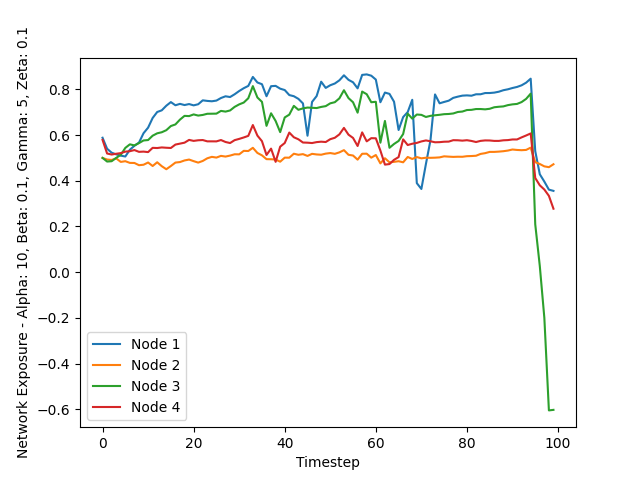 Network Exposure - Alpha: 10, Beta: 0.1, Gamma: 5, Zeta: 0.1
0.8
0.6
0.4
0.2
0.0
−0.2
−0.4
−0.6
Node 1
Node 2
Node 3
Node 4
0 20 40 60 80 100
Timestep